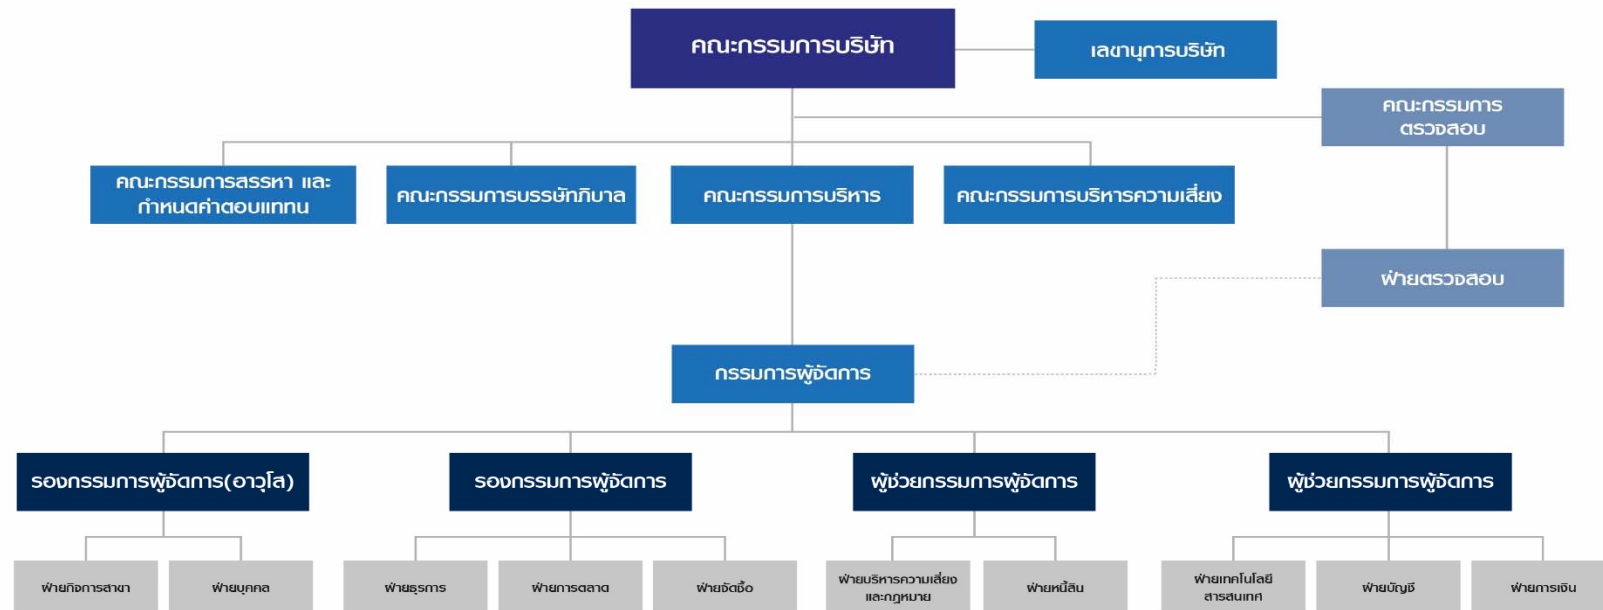 คณะกรรมการบริษัท
เลขานุการบริษัท
คณะกรรมการ
ตรวจสอบ
คณะกรรมการสรรหา และ
กำหนดค่าตอบแททน
คณะกรรมการบรรษัทภิบาล
คณะกรรมการบริหาร
คณะกรรมการบริหารความเสี่ยง
ฝ่ายตรวจสอบ
กรรมการผู้จัดการ
รองกรรมการผู้จัดการ(อาวุโส)
รองกรรมการผู้จัดการ
ผู้ช่วยกรรมการผู้จัดการ
ผู้ช่วยกรรมการผู้จัดการ
ฝ่ายกิจการสาขา
ฝ่ายบุคคล
ฝ่ายธุรการ
ฝ่ายการตลาด
ฝ่ายจัดซื้อ
ฝ่ายบริหารความเสี่ยง
และกฎหมาย
ฝ่ายหนี้สิน
ฝ่ายเทคโนโลยี
สารสนเทศ
ฝ่ายบัญชี
ฝ่ายการเงิน